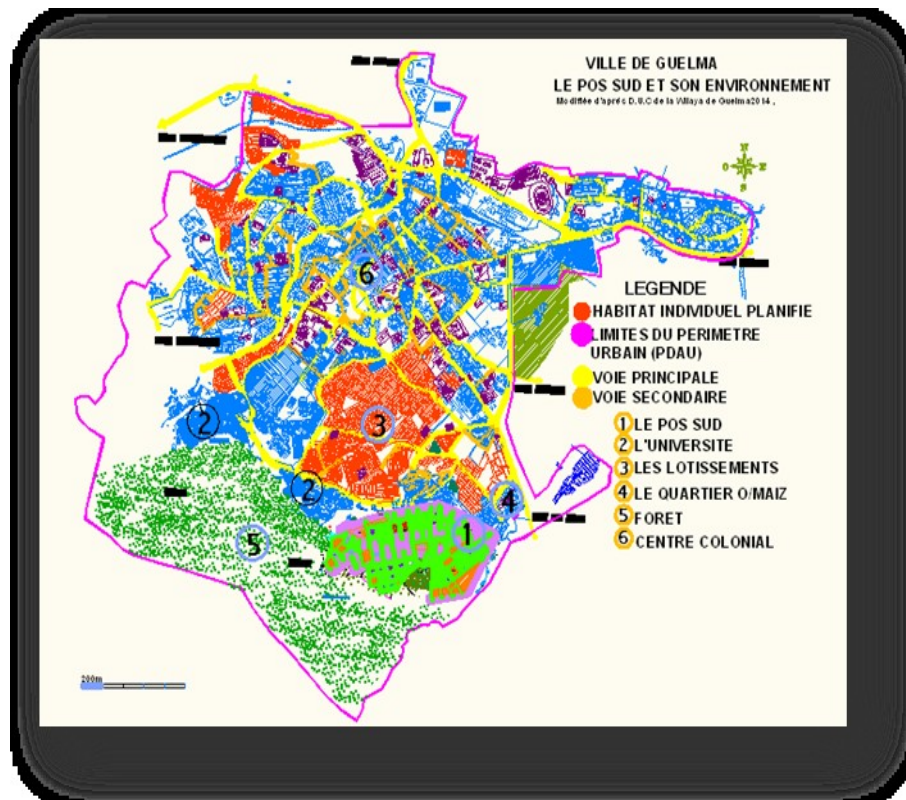 VILLE DE GUELMA
LE POS SUD ET SON ENVIRONNEMENT
Modifiée d'aprés D.U.C de la Wilaya de Guelma2014 .
N
O E
S
6
LEGENDE
HABITAT INDIVIDUEL PLANIFIE
LIMITES DU PERIMETRE
URBAIN (PDAU)
VOIE PRINCIPALE
VOIE SECONDAIRE
1 LE POS SUD
2 L'UNIVERSITE
3 LES LOTISSEMENTS
4 LE QUARTIER O/MAIZ
5 FORET
6 CENTRE COLONIAL
2
3
2
4
1
5
200m